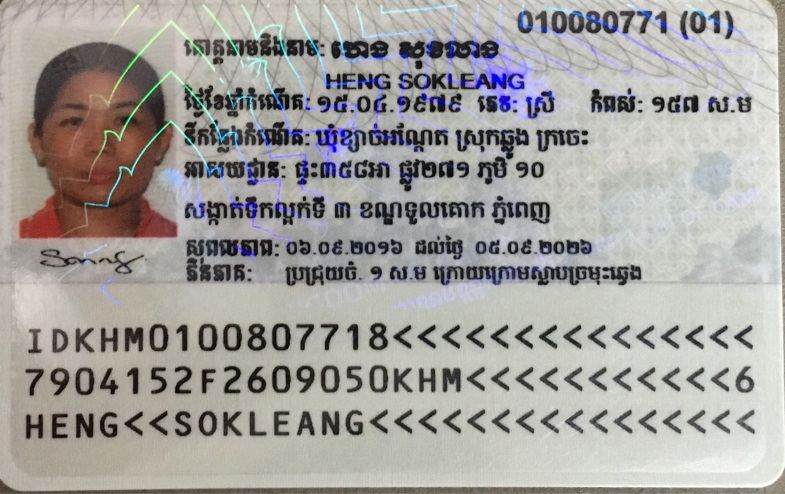 010080771 (01)
គោត្តនាមនិងនាម: ហេង សុខលាង
HENG SOKLEANG
ថ្ងៃខែឆ្នាំកំណើត: ១៥.០៤.១៩៧៩ ភេទ: ស្រី កំពស់: ១៥៧ ស.ម
ទីកន្លែងកំណើត: ឃុំខ្សាច់អណ្តែត ស្រុកឆ្លូង ក្រចេះ
អាសយដ្ឋាន: ផ្ទះ៣៥៨អា ផ្លូវ២៧១ ភូមិ ១០
សង្កាត់ទឹកល្អក់ទី ៣ ខណ្ឌទួលគោក ភ្នំពេញ
សុពលភាព: ០៦.០៩.២០១៦ ដល់ថ្ងៃ ០៥.០៩.២០២៦
ភិនភាគ: ប្រជ្រុយចំ. ១ ស.ម ក្រោយក្រោមស្លាបច្រមុះឆ្វេង
IDKHM0100807718<<<<<<<<<<<<<<<
7904152F2609050KHM<<<<<<<<<<<6
HENG<<SOKLEANG<<<<<<<<<<<<<<<<